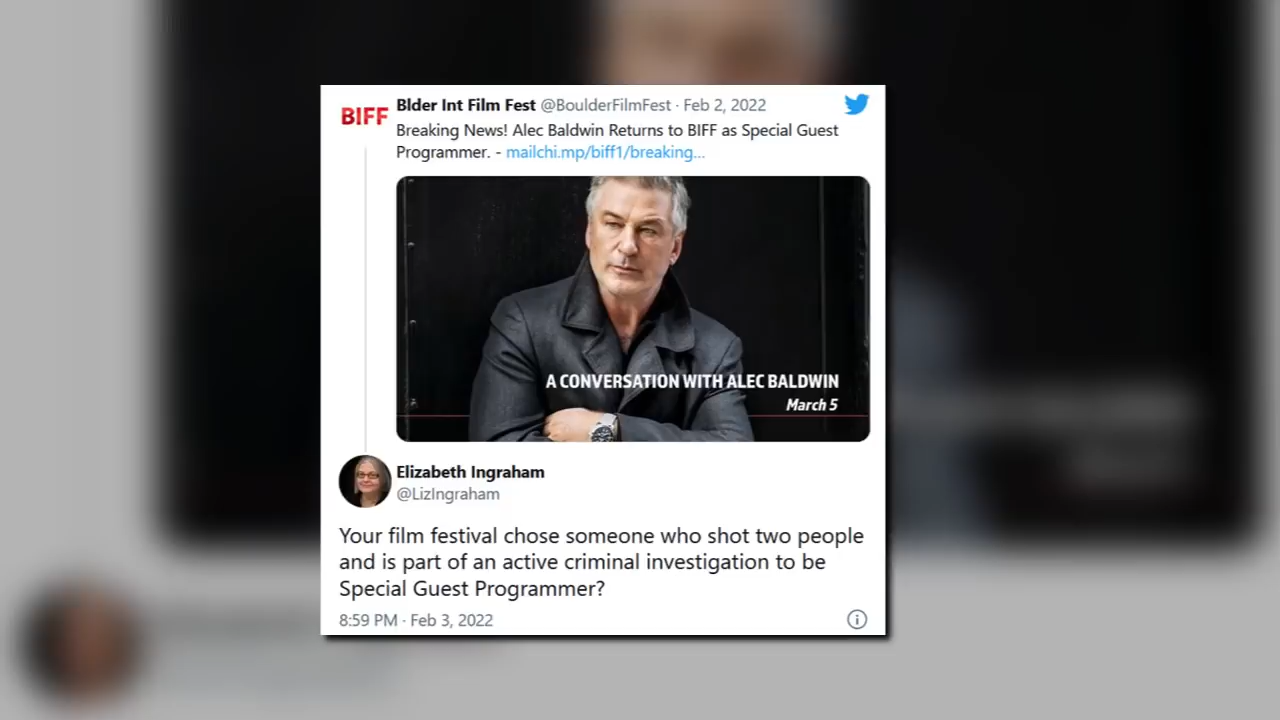 BIFF
Blder Int Film Fest @BoulderFilmFest · Feb 2, 2022
Breaking News! Alec Baldwin Returns to BIFF as Special Guest
Programmer. - mailchi.mp/biff1/breaking...
A CONVERSATION WITH ALEC BALDWIN
March 5
Elizabeth Ingraham
@LizIngraham
Your film festival chose someone who shot two people
and is part of an active criminal investigation to be
Special Guest Programmer?
8:59 PM · Feb 3, 2022